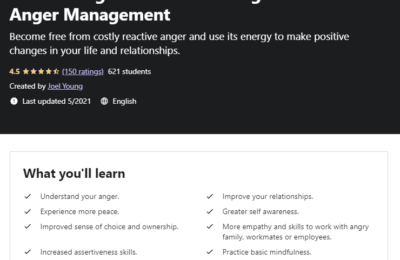 Anger Management
Become free from costly reactive anger and use its energy to make positive
changes in your life and relationships.
4.5 (150 ratings) 621 students
Created by Joel Young
Last updated 5/2021 English
What you'll learn
Understand your anger.
Improve your relationships.
Experience more peace.
Greater self awareness.
Improved sense of choice and ownership.
More empathy and skills to work with angry
family, workmates or employees.
Increased assertiveness skills.
Practice basic mindfulness.